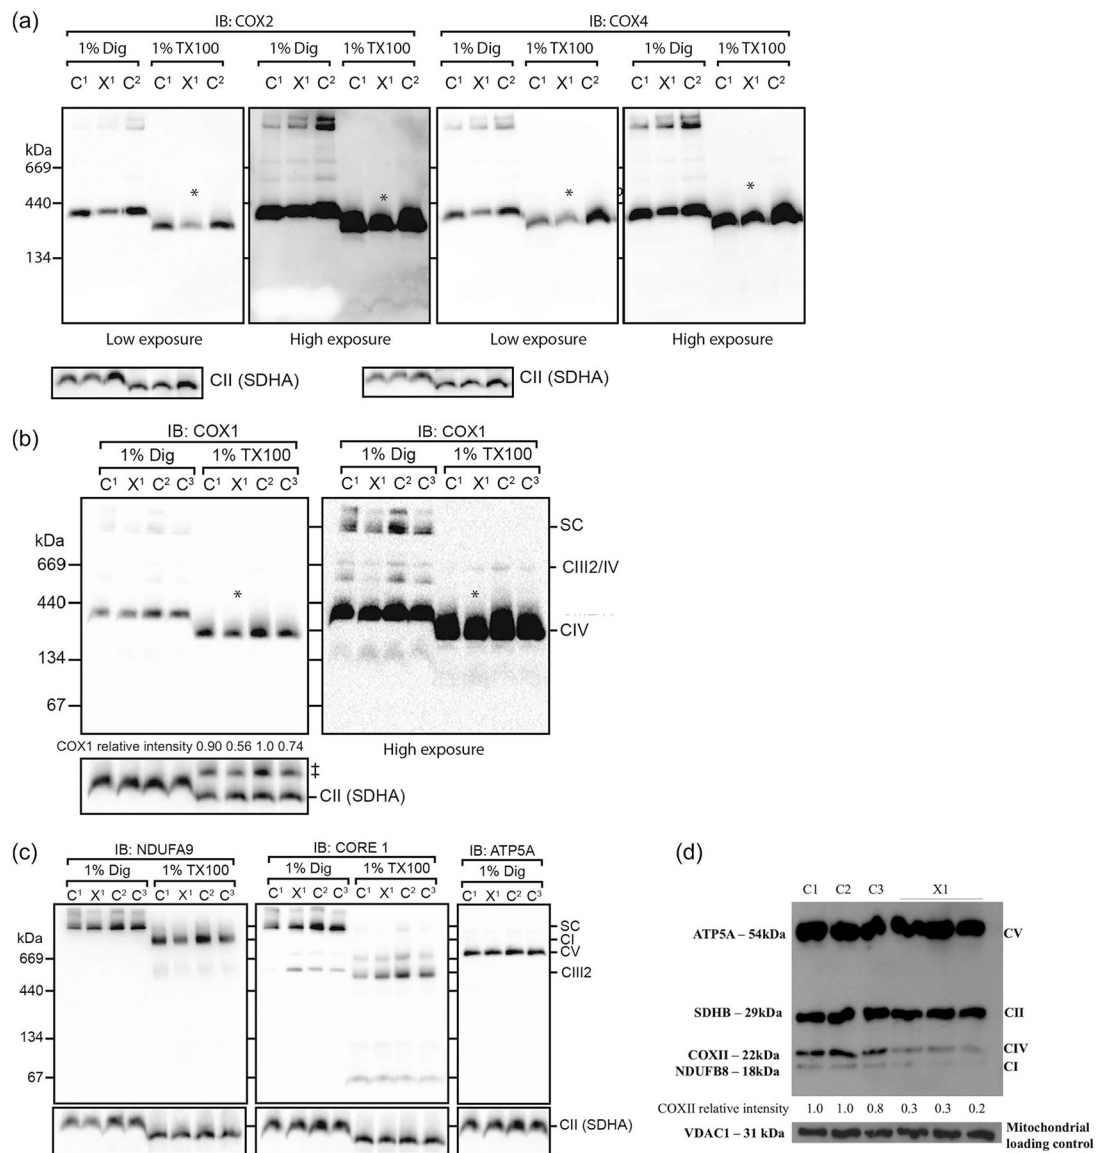 (a)
IB: COX2 IB: COX4
1% Dig 1% TX100 1% Dig 1% TX100 1% Dig 1% TX100 1% Dig 1% TX100
C¹ X¹ C² C¹ X¹ C² C¹ X¹ C² C¹ X¹ C² C¹ X¹ C² C¹ X¹ C² C¹ X¹ C² C¹ X¹ C²
kDa
669
* * * *
440
134
Low exposure High exposure Low exposure High exposure
CII (SDHA) CII (SDHA)
(b)
IB: COX1 IB: COX1
1% Dig 1% TX100 1% Dig 1% TX100
C¹ X¹ C² C³ C¹ X¹ C² C³ C¹ X¹ C² C³ C¹ X¹ C² C³
SC
kDa
669 CIII2/IV
* *
440
CIV
134
67
COX1 relative intensity 0.90 0.56 1.0 0.74 High exposure
‡
CII (SDHA)
(c)
IB: NDUFA9 IB: CORE 1 IB: ATP5A
1% Dig 1% TX100 1% Dig 1% TX100 1% Dig
C¹ X¹ C² C³ C¹ X¹ C² C³ C¹ X¹ C² C³ C¹ X¹ C² C³ C¹ X¹ C² C³
SC
kDa CI
CV
669
CIII2
440
134
67
CII (SDHA)
(d)
C1 C2 C3 X1
ATP5A – 54kDa CV
SDHB – 29kDa CII
COXII – 22kDa CIV
NDUFB8 – 18kDa CI
COXII relative intensity 1.0 1.0 0.8 0.3 0.3 0.2
VDAC1 – 31 kDa Mitochondrial
loading control